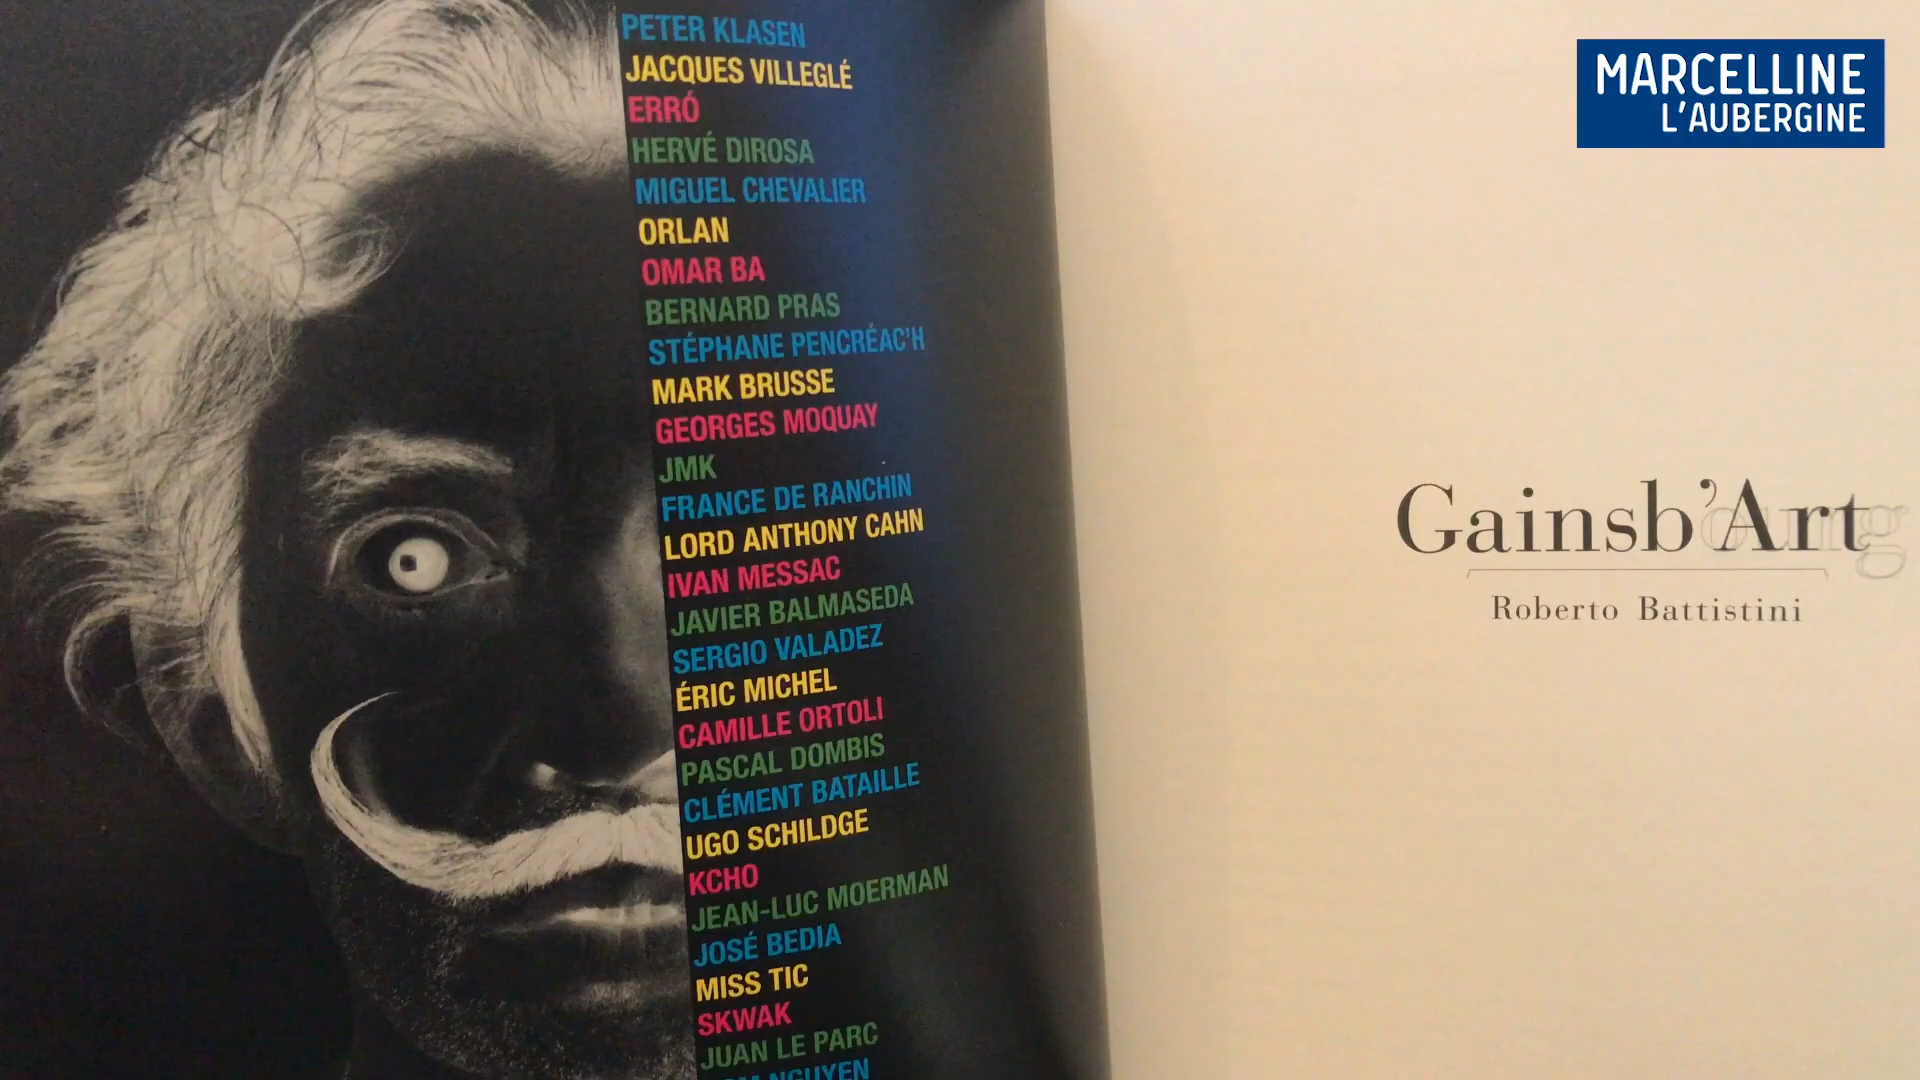 PETER KLASEN
JACQUES VILLEGLÉ
ERRÓ
HERVÉ DIROSA
MIGUEL CHEVALIER
ORLAN
OMAR BA
BERNARD PRAS
STÉPHANE PENCRÉAC'H
MARK BRUSSE
GEORGES MOQUAY
JMK
FRANCE DE RANCHIN
LORD ANTHONY CAHN
IVAN MESSAC
JAVIER BALMASEDA
SERGIO VALADEZ
ÉRIC MICHEL
CAMILLE ORTOLI
PASCAL DOMBIS
CLÉMENT BATAILLE
UGO SCHILDGE
KCHO
JEAN-LUC MOERMAN
JOSÉ BEDIA
MISS TIC
SKWAK
JUAN LE PARC
NGUYEN
MARCELLINE
L'AUBERGINE
Gainsb'Art
Roberto Battistini